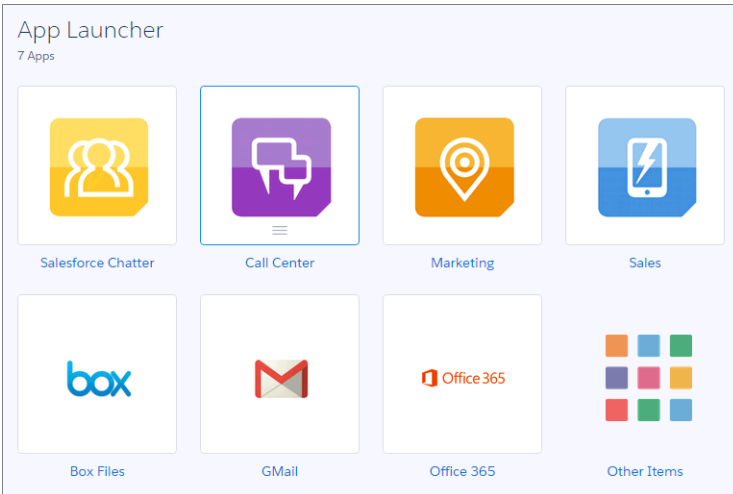 App Launcher
7 Apps
Salesforce Chatter
Call Center
Marketing
Sales
box
Office 365
Box Files
GMail
Office 365
Other Items